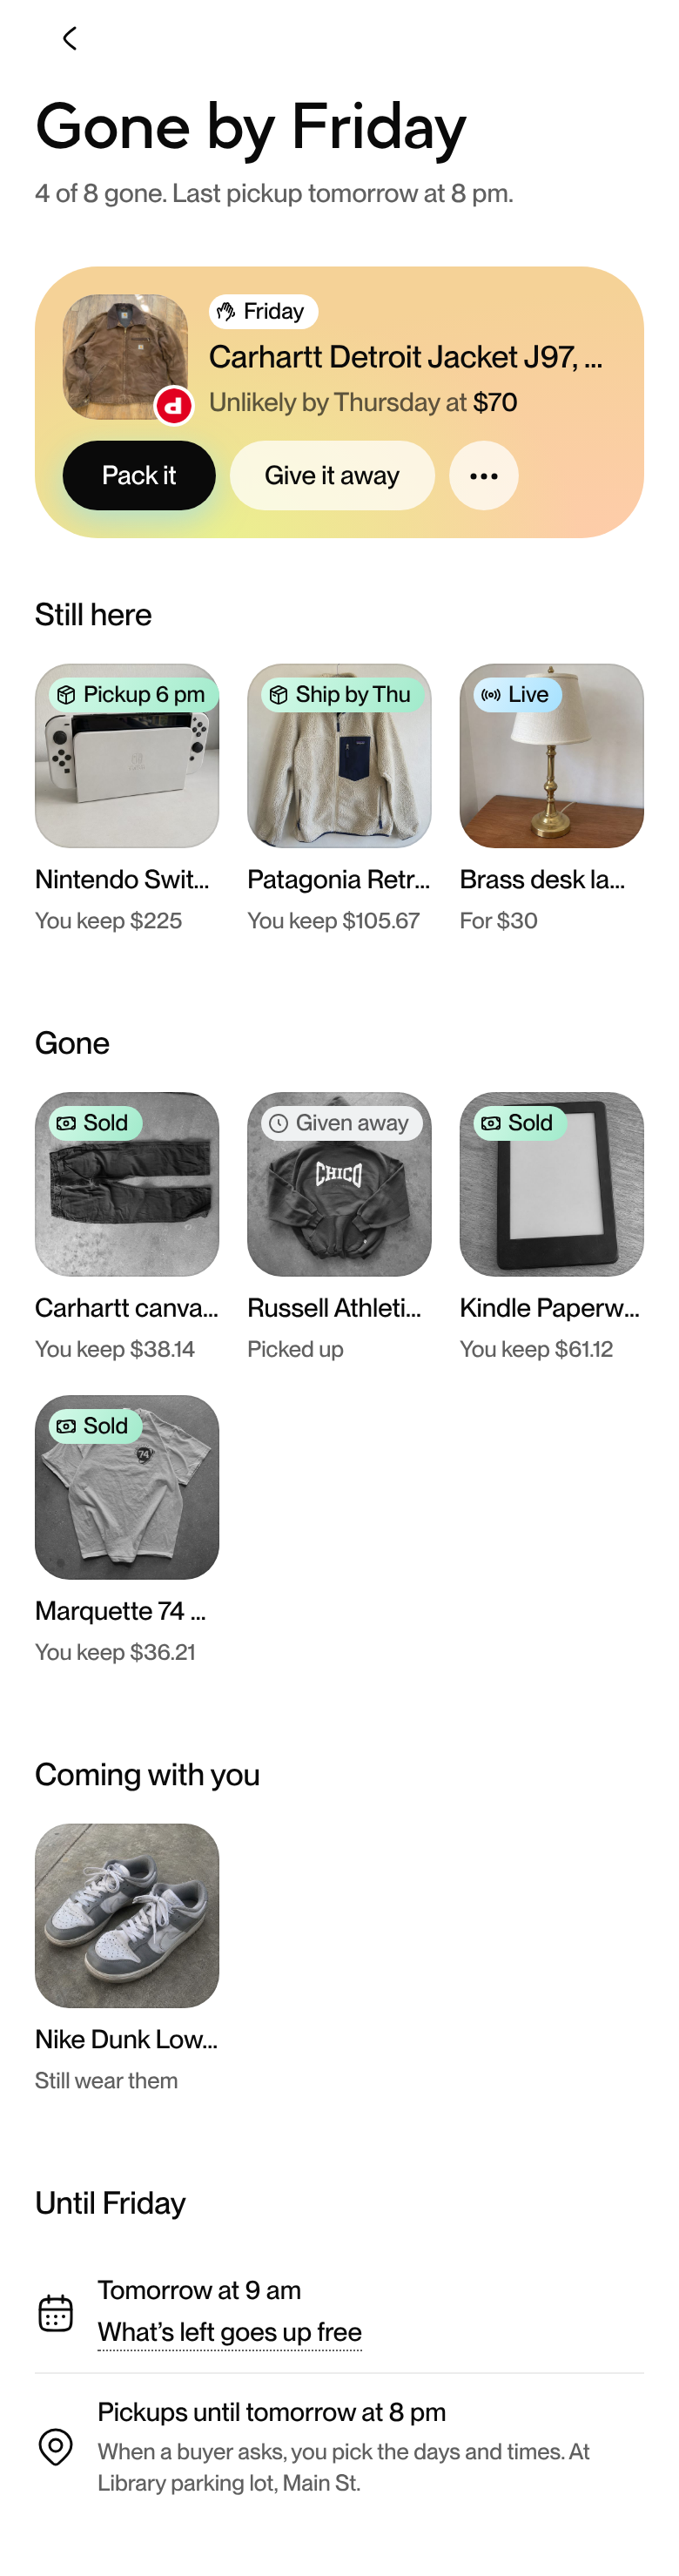 Gone by Friday
4 of 8 gone. Last pickup tomorrow at 8 pm.
Friday
Carhartt Detroit Jacket J97, ...
Unlikely by Thursday at $70
Pack it
Give it away
Still here
Pickup 6 pm
Ship by Thu
Live
Nintendo Swit...
Patagonia Retr...
Brass desk la...
You keep $225
You keep $105.67
For $30
Gone
Sold
Given away
Sold
CHICO
Carhartt canva...
Russell Athleti...
Kindle Paperw...
You keep $38.14
Picked up
You keep $61.12
Sold
74
Marquette 74 ...
You keep $36.21
Coming with you
Nike Dunk Low...
Still wear them
Until Friday
Tomorrow at 9 am
What’s left goes up free
Pickups until tomorrow at 8 pm
When a buyer asks, you pick the days and times. At
Library parking lot, Main St.